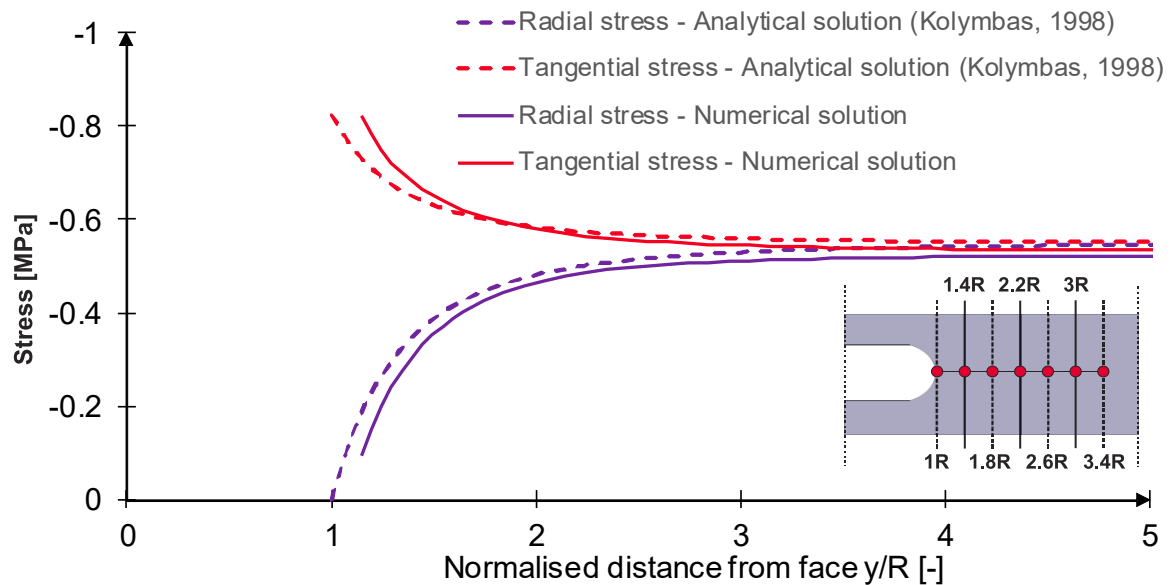 Radial stress - Analytical solution (Kolymbas, 1998)
Tangential stress - Analytical solution (Kolymbas, 1998)
Radial stress - Numerical solution
Tangential stress - Numerical solution
-1
-0.8
-0.6
-0.4
-0.2
0
Stress [MPa]
1.4R 2.2R 3R
1R 1.8R 2.6R 3.4R
0 1 2 3 4 5
Normalised distance from face y/R [-]